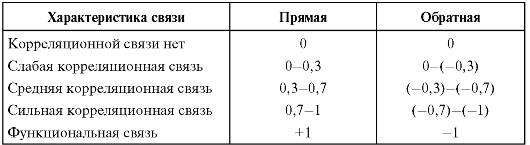 Характеристика связи Прямая Обратная
Корреляционной связи нет 0 0
Слабая корреляционная связь 0–0,3 0–(−0,3)
Средняя корреляционная связь 0,3–0,7 (−0,3)–(−0,7)
Сильная корреляционная связь 0,7–1 (−0,7)–(−1)
Функциональная связь +1 −1